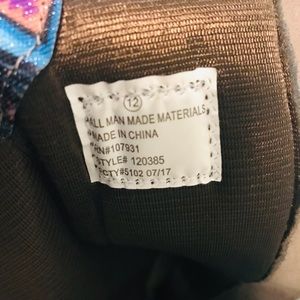 12
ALL MAN MADE MATERIALS
MADE IN CHINA
RN#107931
STYLE# 120385
FCTY#5102 07/17